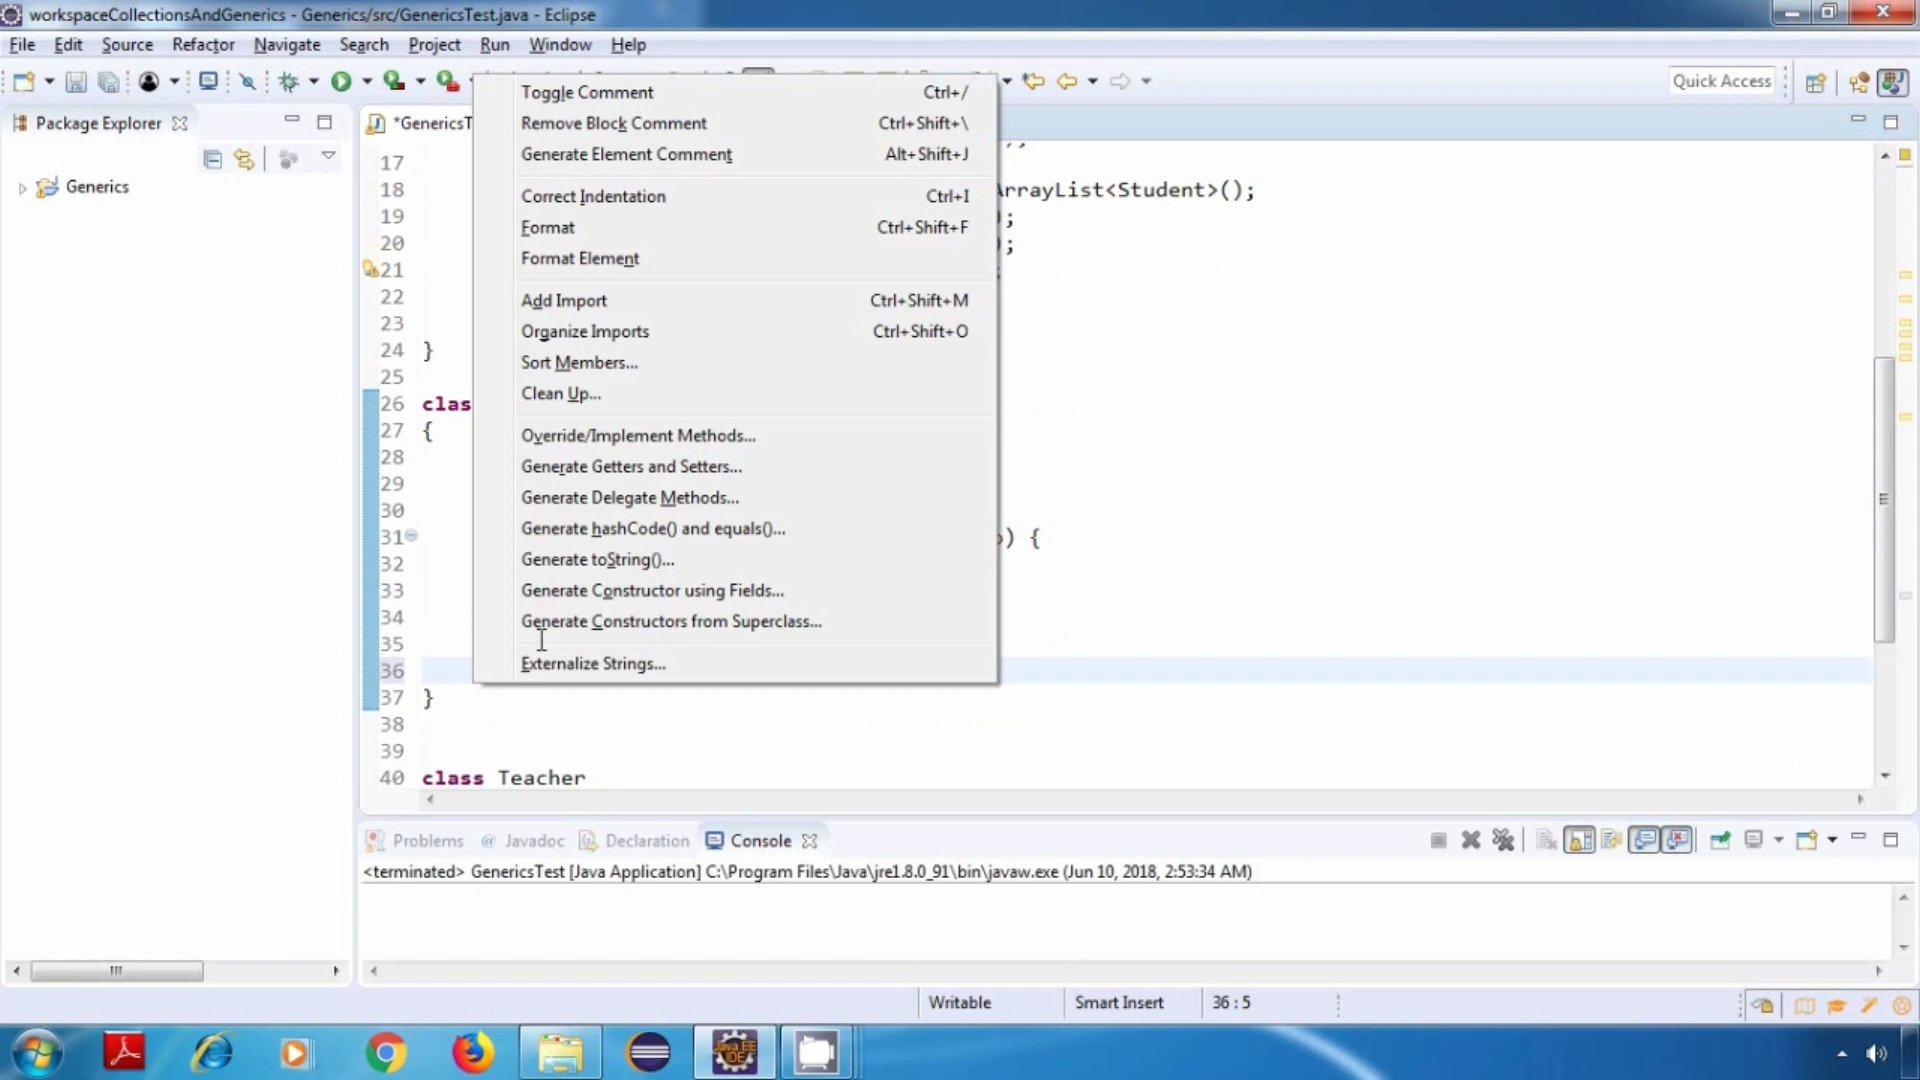 workspaceCollectionsAndGenerics - Generics/src/GenericsTest.java - Eclipse
File Edit Source Refactor Navigate Search Project Run Window Help
Quick Access
Package Explorer
Generics
*GenericsT
Toggle Comment Ctrl+/
Remove Block Comment Ctrl+Shift+\
Generate Element Comment Alt+Shift+J
Correct Indentation Ctrl+I
Format Ctrl+Shift+F
Format Element
Add Import Ctrl+Shift+M
Organize Imports Ctrl+Shift+O
Sort Members...
Clean Up...
Override/Implement Methods...
Generate Getters and Setters...
Generate Delegate Methods...
Generate hashCode() and equals()...
Generate toString()...
Generate Constructor using Fields...
Generate Constructors from Superclass...
Externalize Strings...
17
18 ArrayList<Student>();
19 );
20 );
21
22
23
24 }
25
26 clas
27 {
28
29
30
31 ) {
32
33
34
35
36
37 }
38
39
40 class Teacher
Problems @ Javadoc Declaration Console
<terminated> GenericsTest [Java Application] C:\Program Files\Java\jre1.8.0_91\bin\javaw.exe (Jun 10, 2018, 2:53:34 AM)
Writable Smart Insert 36 : 5
Java EE
IDE